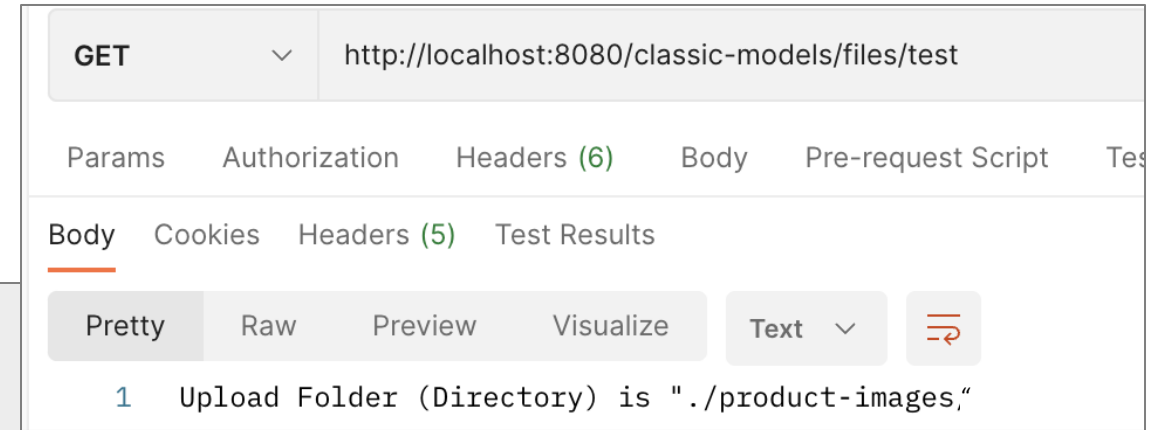 GET http://localhost:8080/classic-models/files/test
Params Authorization Headers (6) Body Pre-request Script Tes
Body Cookies Headers (5) Test Results
Pretty Raw Preview Visualize Text
1 Upload Folder (Directory) is "./product-images,“